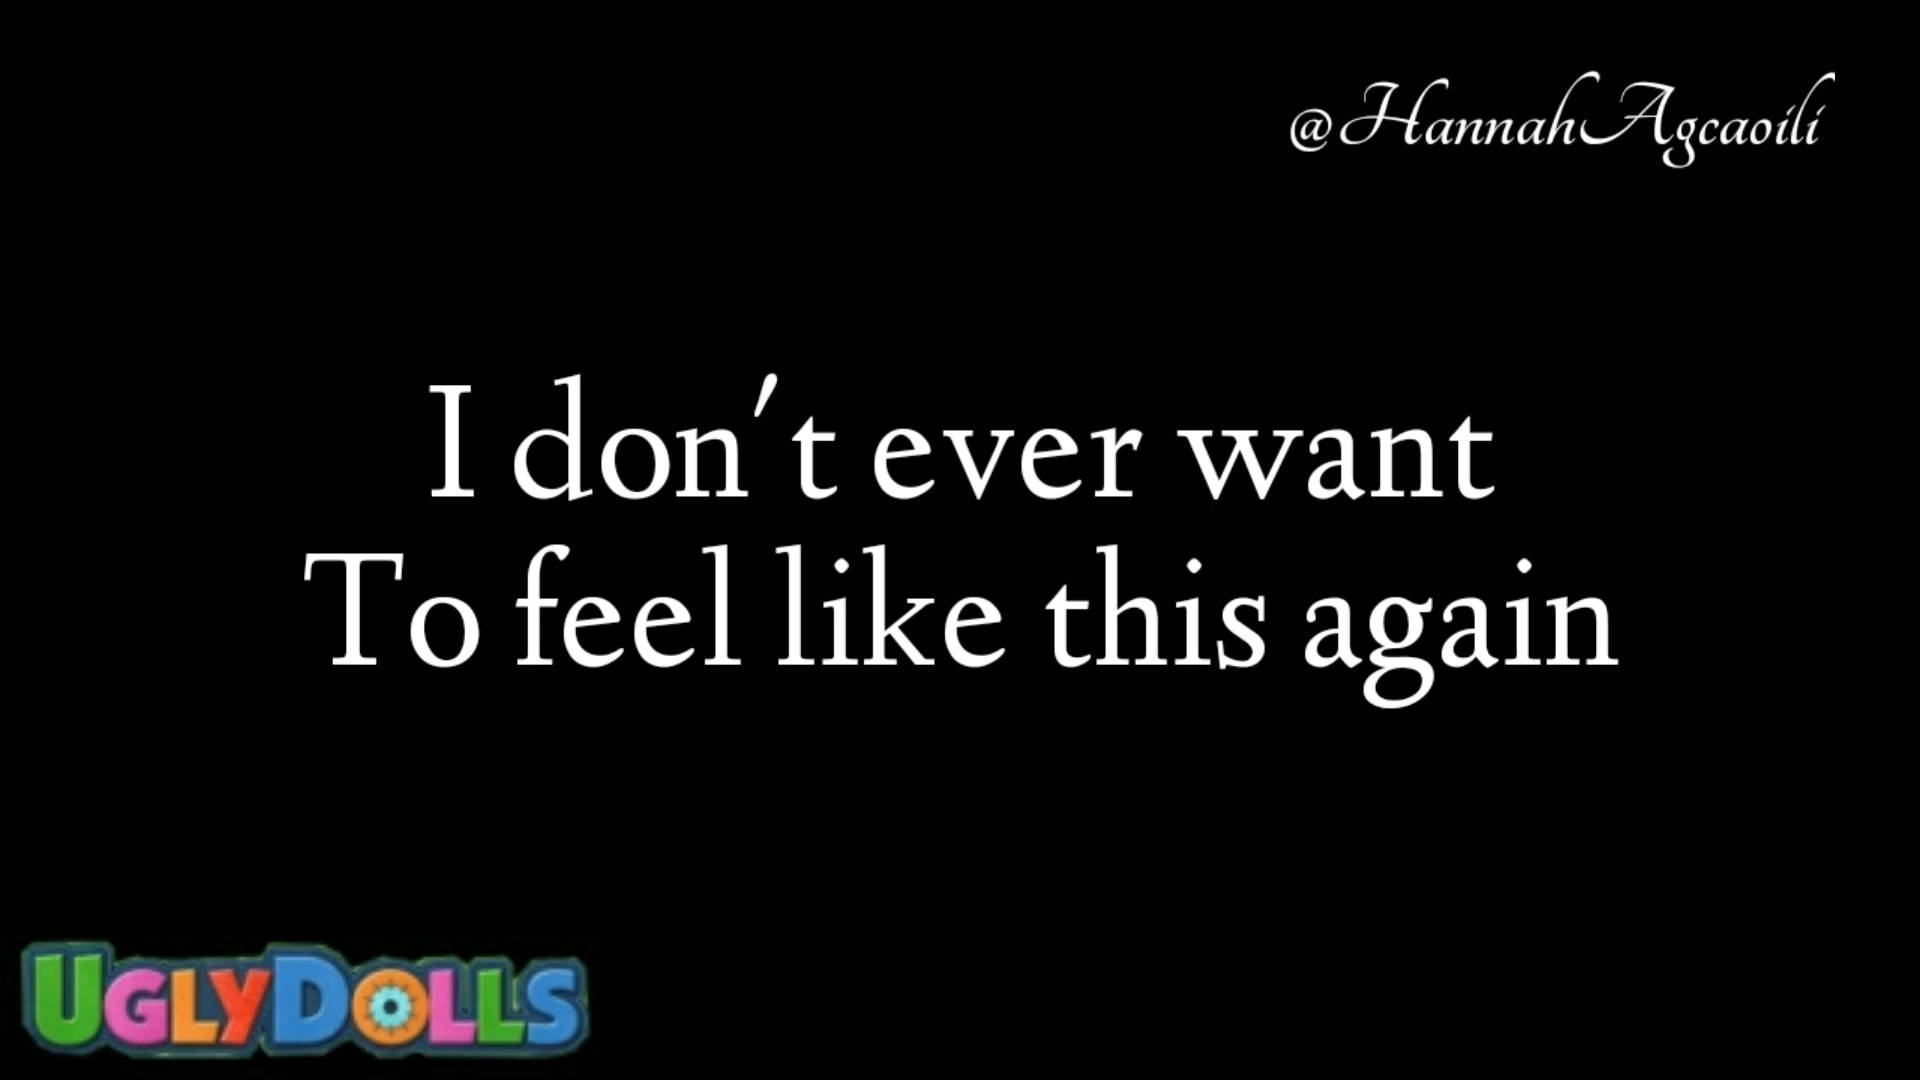 @HannahAgcaoili
I don't ever want
To feel like this again
UGLYDOLLS